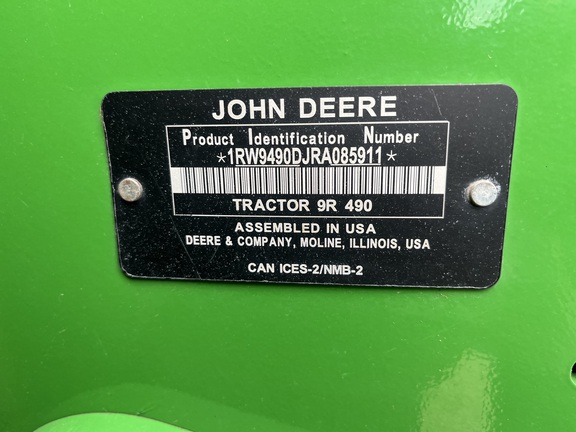 JOHN DEERE
Product Identification Number
*1RW9490DJRA085911*
TRACTOR 9R 490
ASSEMBLED IN USA
DEERE & COMPANY, MOLINE, ILLINOIS, USA
CAN ICES-2/NMB-2